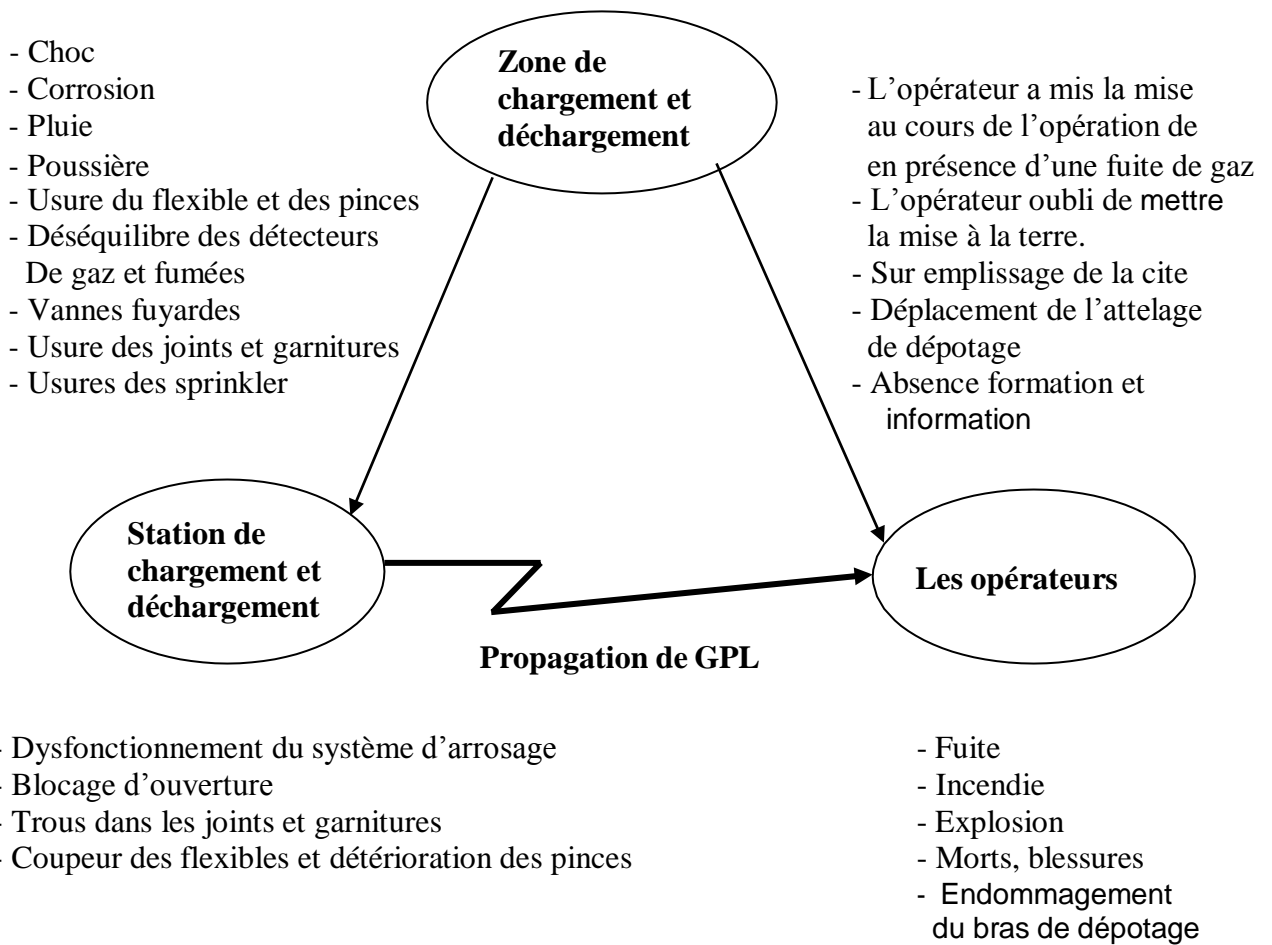 - Choc
- Corrosion
- Pluie
- Poussière
- Usure du flexible et des pinces
- Déséquilibre des détecteurs
De gaz et fumées
- Vannes fuyardes
- Usure des joints et garnitures
- Usures des sprinkler
Zone de
chargement et
déchargement
- L’opérateur a mis la mise
au cours de l’opération de
en présence d’une fuite de gaz
- L’opérateur oubli de mettre
la mise à la terre.
- Sur emplissage de la cite
- Déplacement de l’attelage
de dépotage
- Absence formation et
information
Station de
chargement et
déchargement
Les opérateurs
Propagation de GPL
- Dysfonctionnement du système d’arrosage
- Blocage d’ouverture
- Trous dans les joints et garnitures
- Coupeur des flexibles et détérioration des pinces
- Fuite
- Incendie
- Explosion
- Morts, blessures
- Endommagement
du bras de dépotage